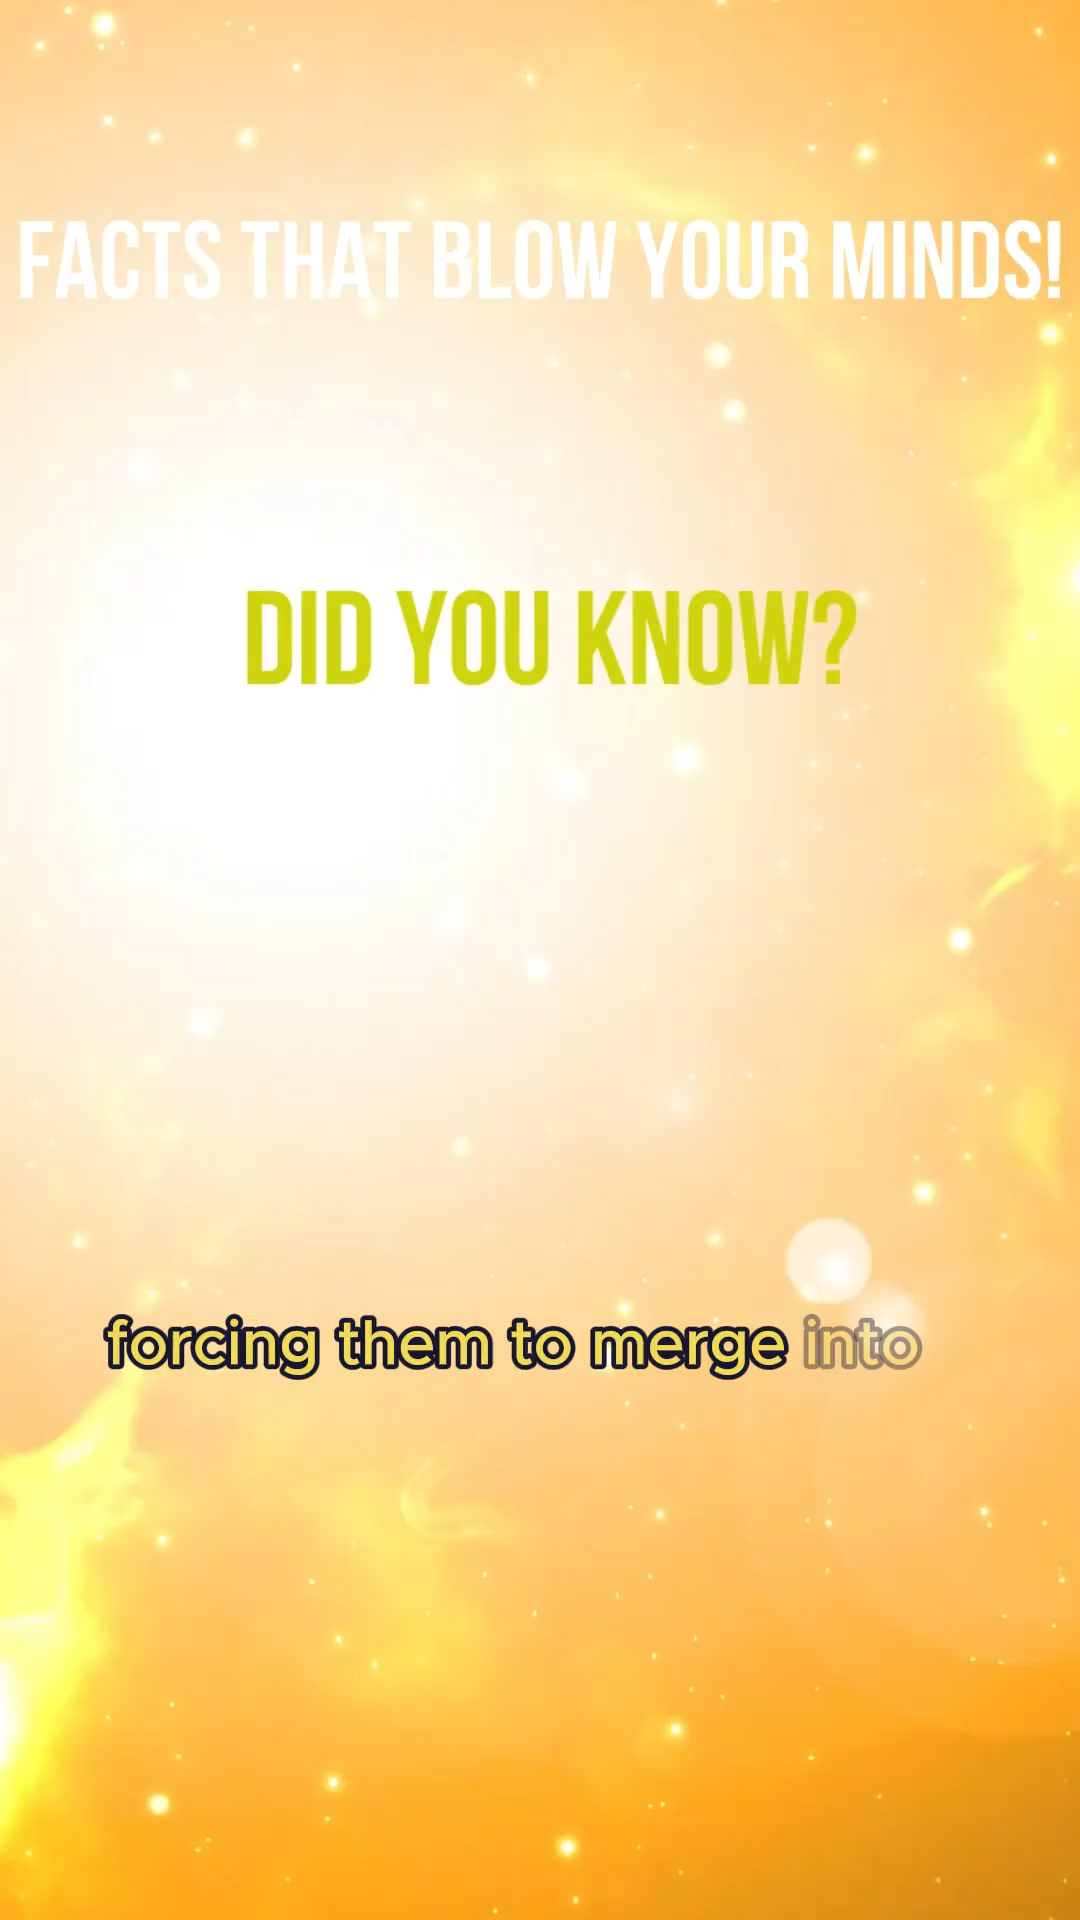 FACTS THAT BLOW YOUR MINDS!
DID YOU KNOW?
forcing them to merge into